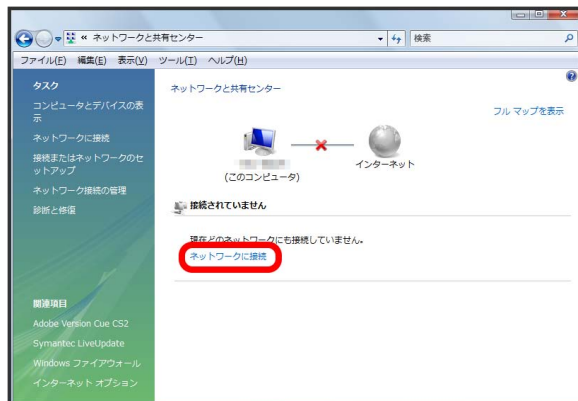 « ネットワークと共有センター
検索
ファイル(F) 編集(E) 表示(V) ツール(T) ヘルプ(H)
タスク
コンピュータとデバイスの表
示
ネットワークに接続
接続またはネットワークのセ
ットアップ
ネットワーク接続の管理
診断と修復
関連項目
Adobe Version Cue CS2
Symantec LiveUpdate
Windows ファイアウォール
インターネット オプション
ネットワークと共有センター
フル マップを表示
(このコンピュータ)
インターネット
接続されていません
現在どのネットワークにも接続していません。
ネットワークに接続